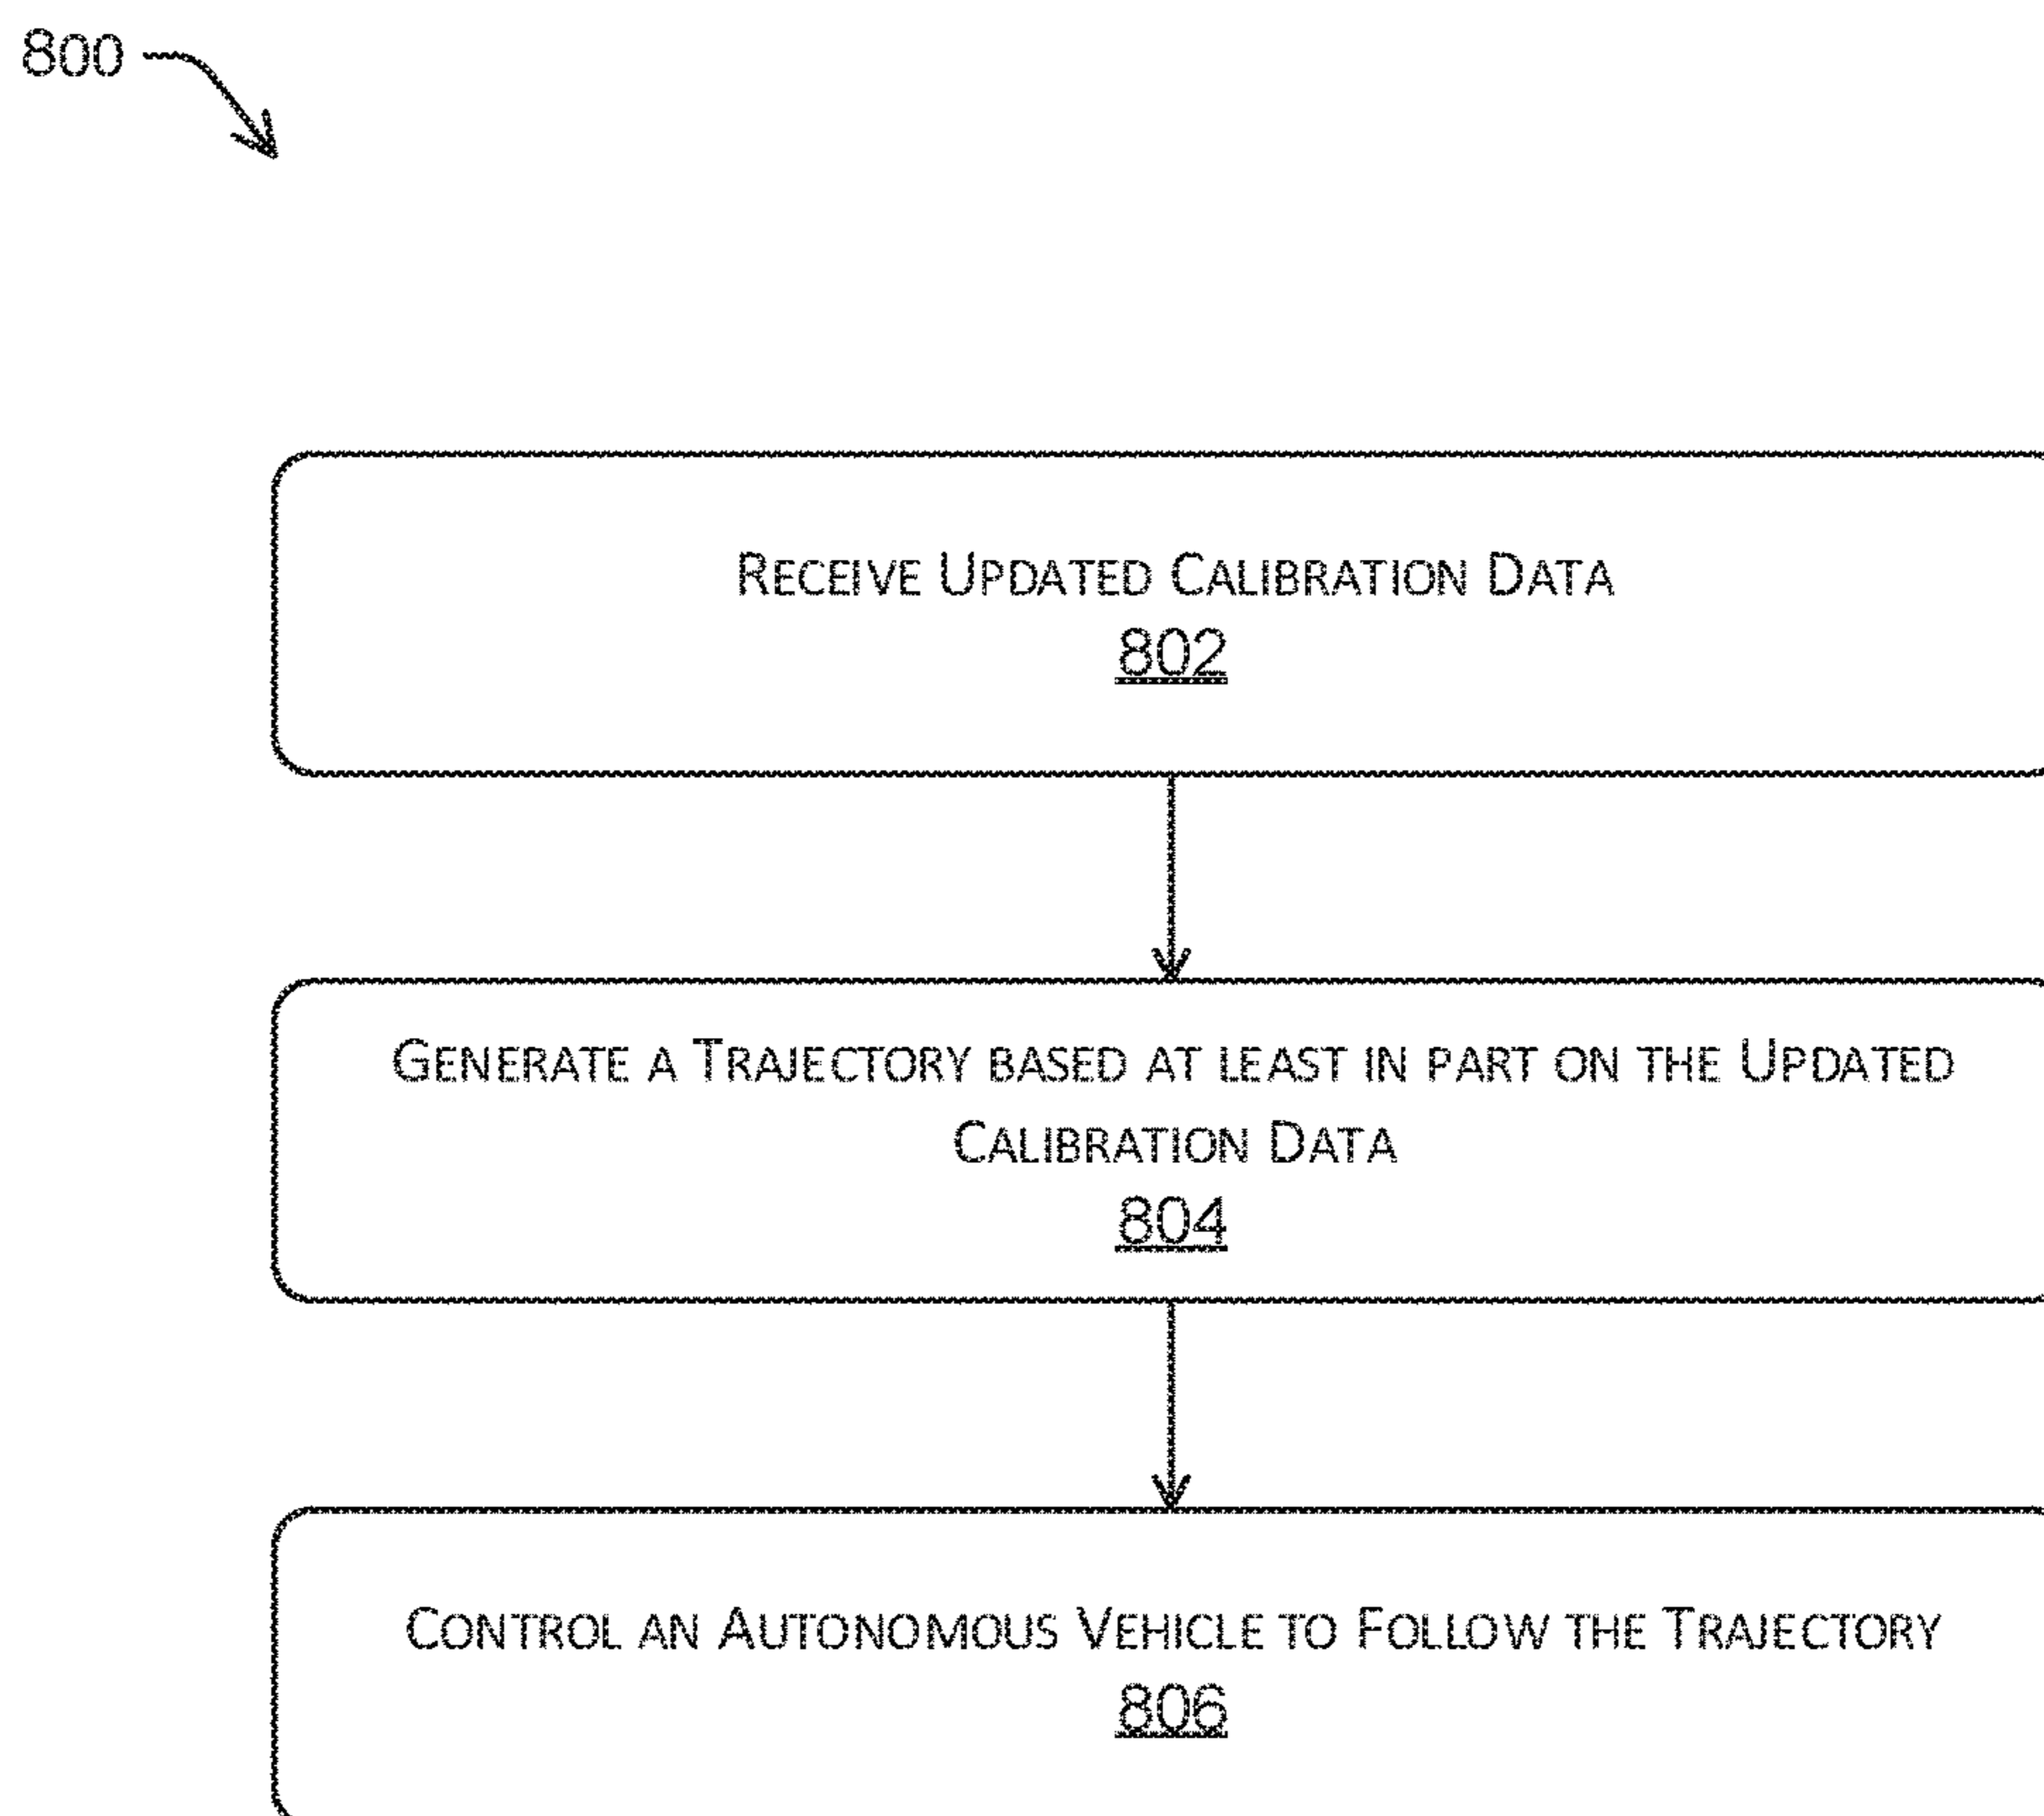 800
RECEIVE UPDATED CALIBRATION DATA
802
GENERATE A TRAJECTORY BASED AT LEAST IN PART ON THE UPDATED
CALIBRATION DATA
804
CONTROL AN AUTONOMOUS VEHICLE TO FOLLOW THE TRAJECTORY
806